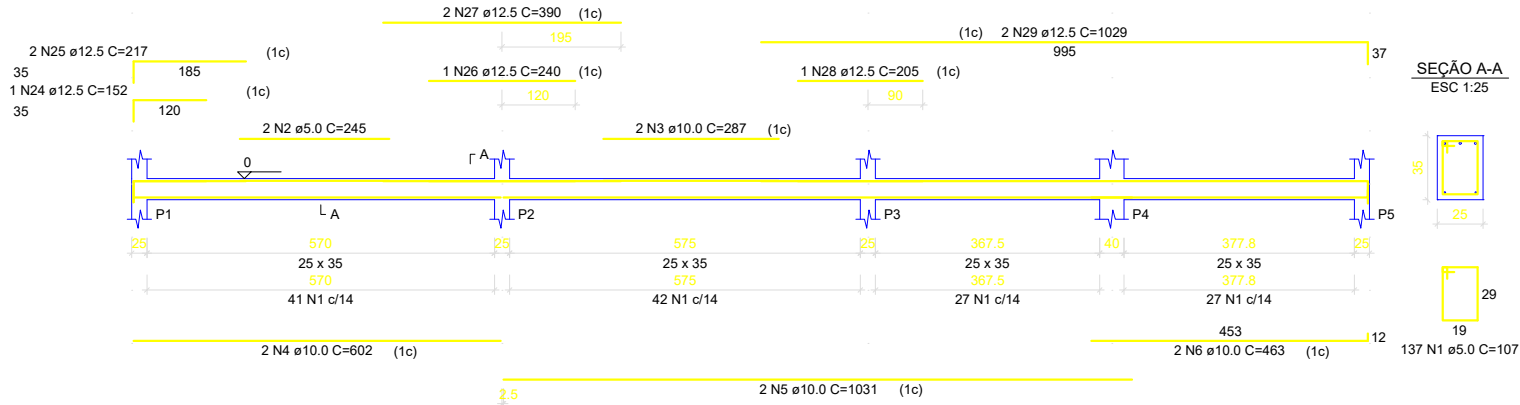 2 N27 ø12.5 C=390 (1c)
195
(1c) 2 N29 ø12.5 C=1029
995
37
2 N25 ø12.5 C=217 (1c)
35
185
1 N26 ø12.5 C=240 (1c)
120
1 N28 ø12.5 C=205 (1c)
90
SEÇÃO A-A
ESC 1:25
1 N24 ø12.5 C=152 (1c)
35
120
2 N2 ø5.0 C=245
2 N3 ø10.0 C=287 (1c)
0
A
A
P1
P2
P3
P4
P5
35
25
25 570 25 575 25 367.5 40 377.8 25
25 x 35 25 x 35 25 x 35 25 x 35
570 575 367.5 377.8
41 N1 c/14 42 N1 c/14 27 N1 c/14 27 N1 c/14
29
19
137 N1 ø5.0 C=107
2 N4 ø10.0 C=602 (1c)
453
12
2 N6 ø10.0 C=463 (1c)
2.5
2 N5 ø10.0 C=1031 (1c)